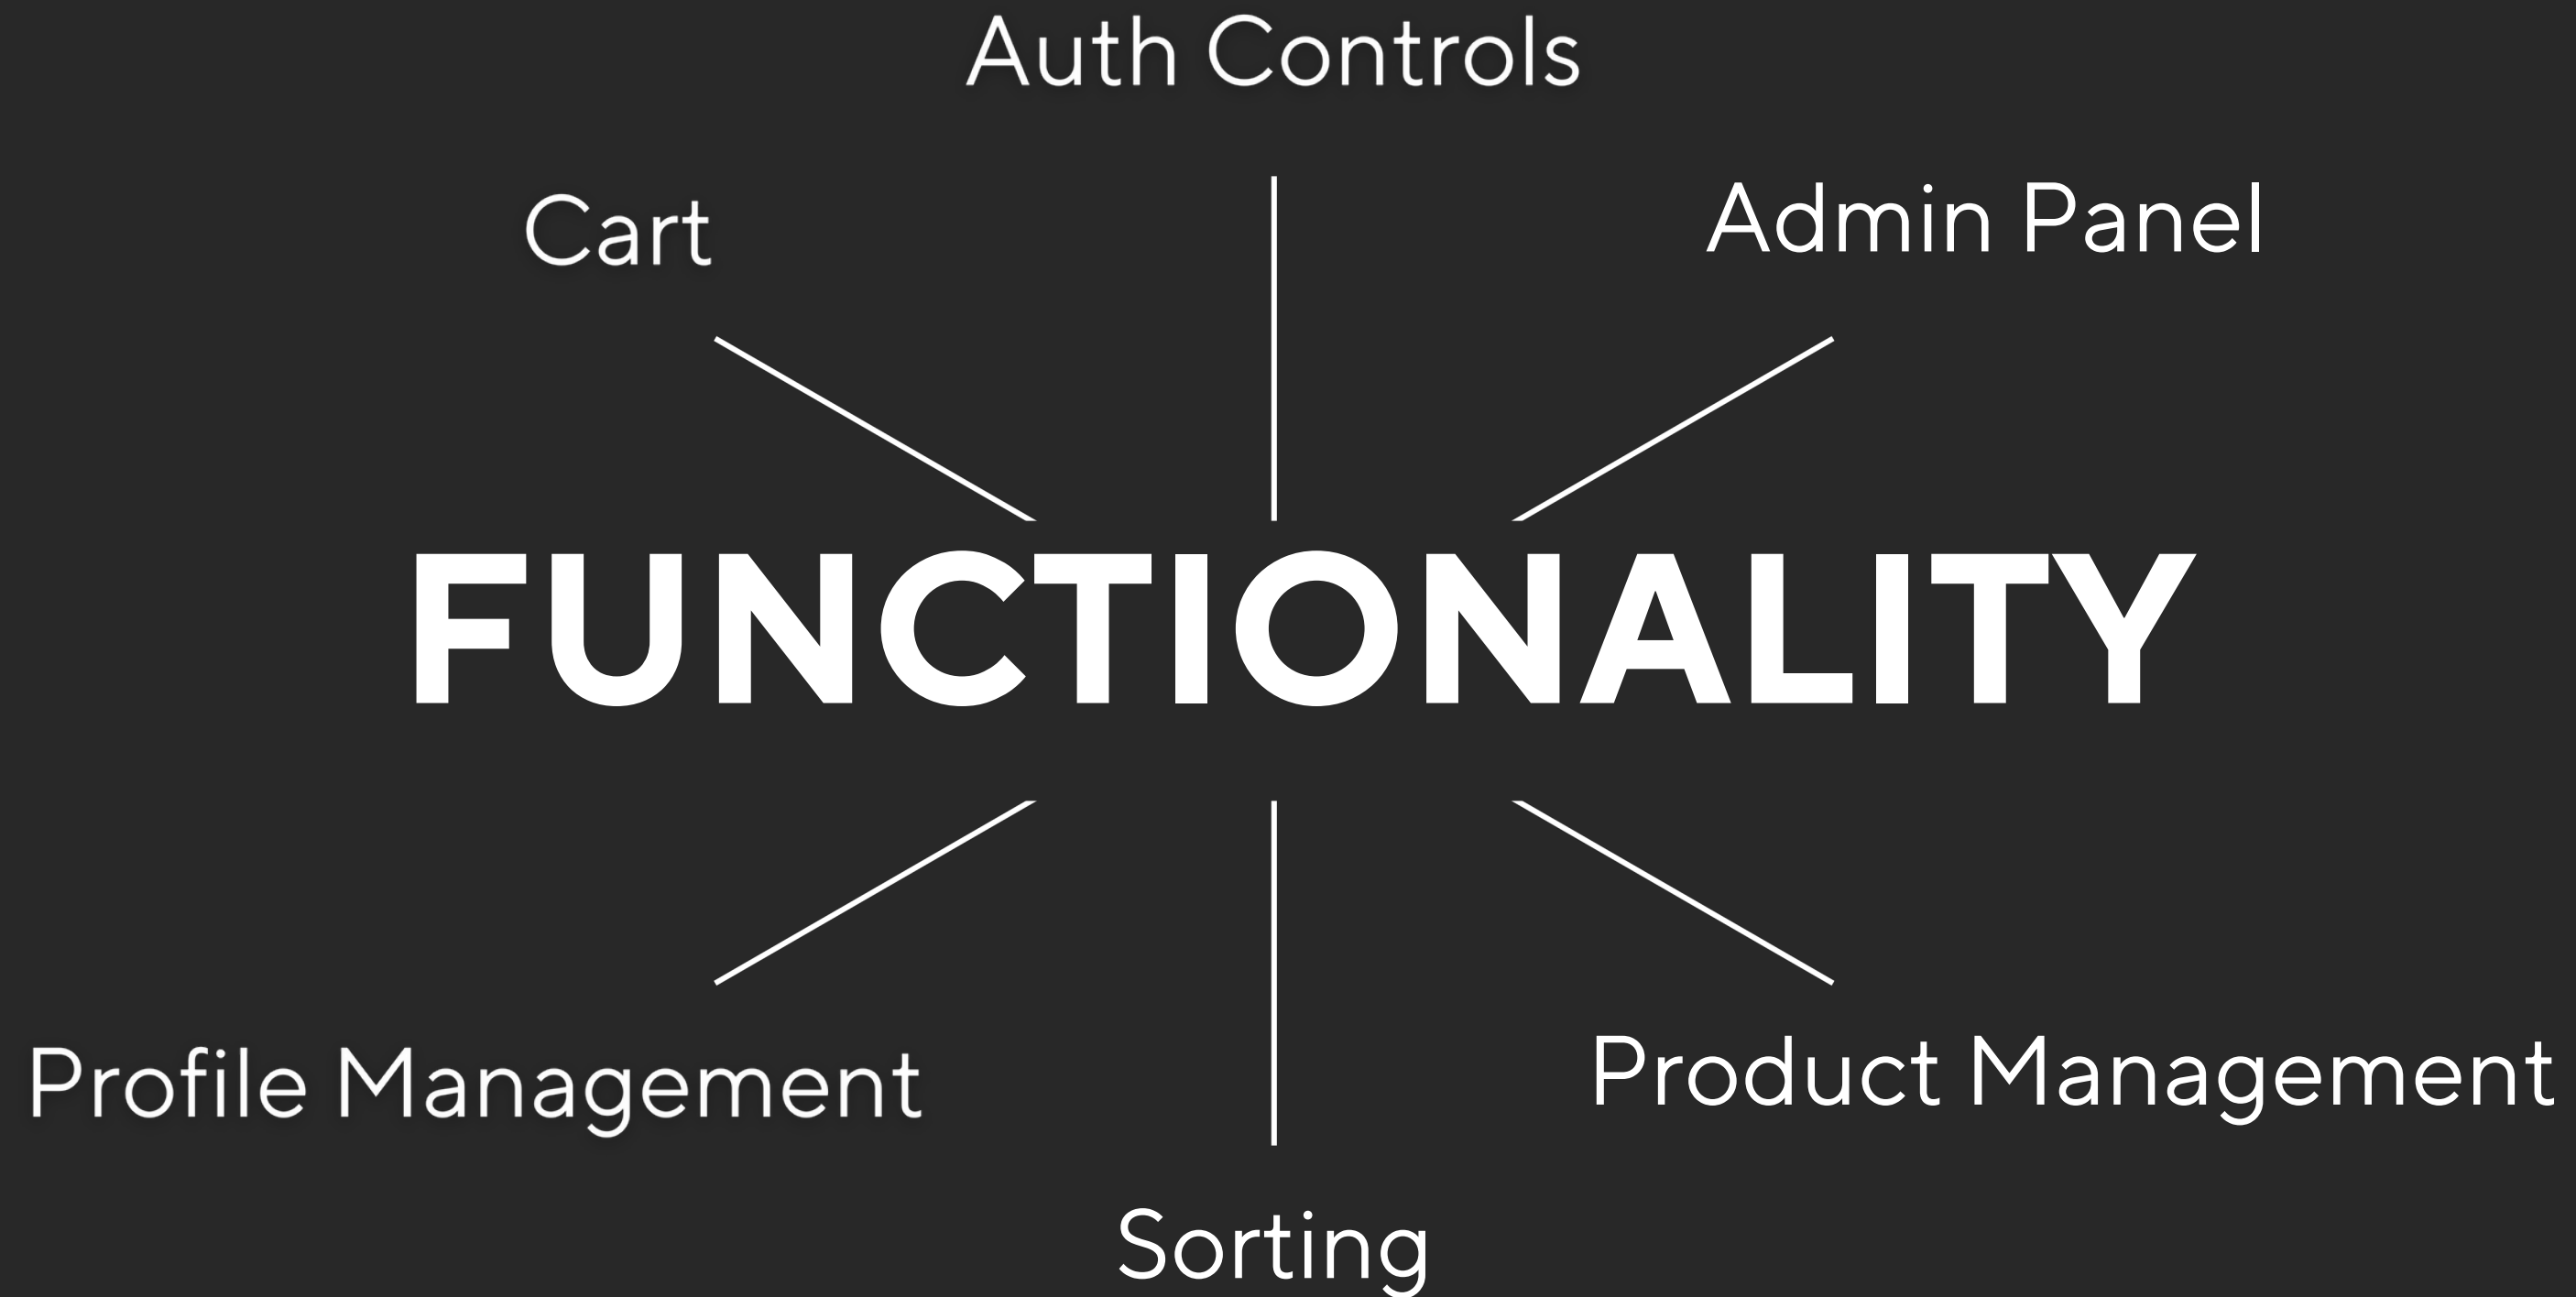 Auth Controls
Cart
Admin Panel
FUNCTIONALITY
Profile Management
Product Management
Sorting